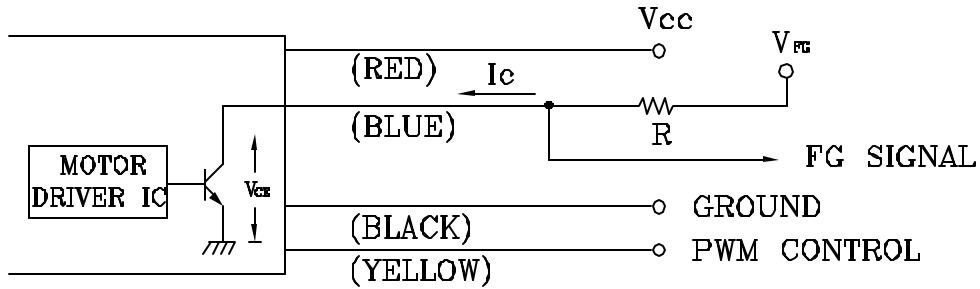 Vcc
VFG
(RED)
Ic
(BLUE)
R
FG SIGNAL
MOTOR
DRIVER IC
VCE
GROUND
(BLACK)
PWM CONTROL
(YELLOW)